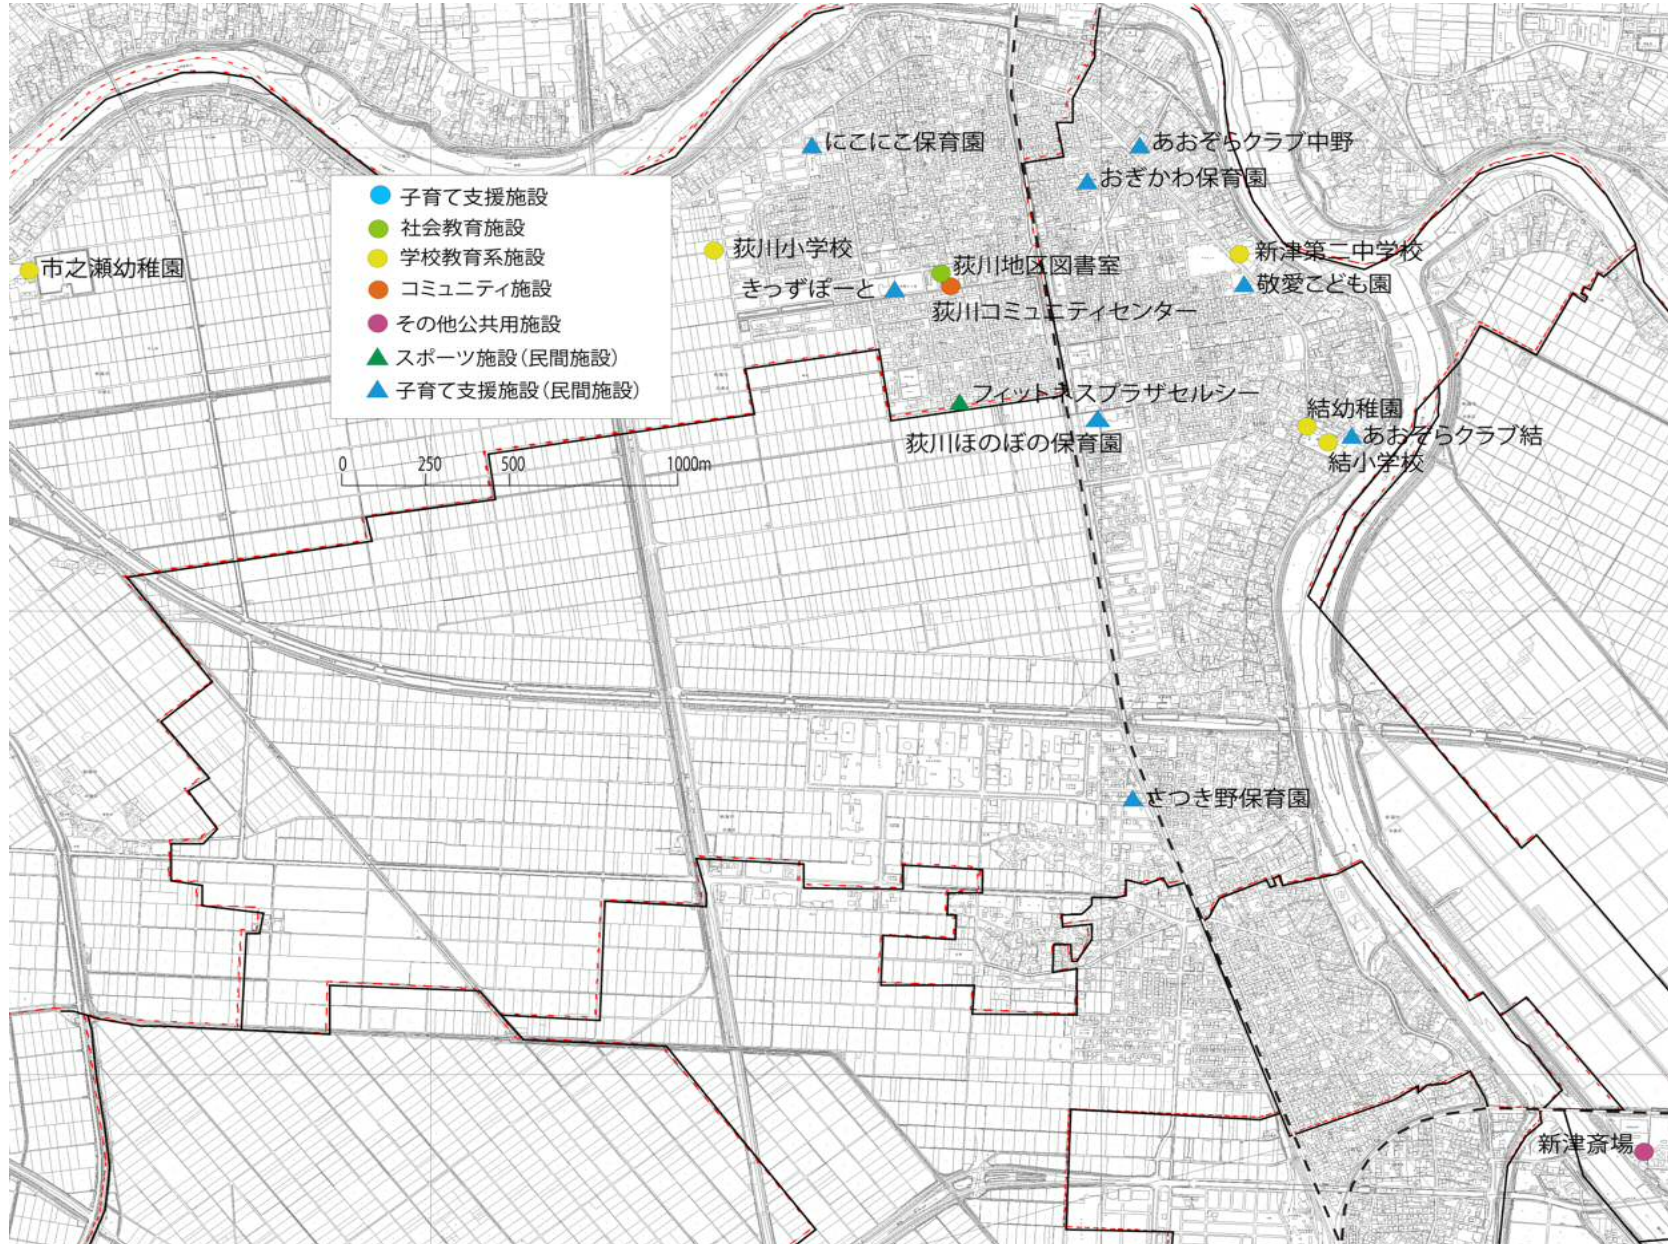 にこにこ保育園
あおぞらクラブ中野
おぎかわ保育園
子育て支援施設
社会教育施設
学校教育系施設
コミュニティ施設
その他公共用施設
スポーツ施設(民間施設)
子育て支援施設(民間施設)
市之瀬幼稚園
荻川小学校
荻川地区図書室
きっずぽーと
荻川コミュニティセンター
新津第二中学校
敬愛こども園
フィットネスプラザセルシー
荻川ほのぼの保育園
結幼稚園
あおぞらクラブ結
結小学校
0 250 500 1000m
さつき野保育園
新津斎場